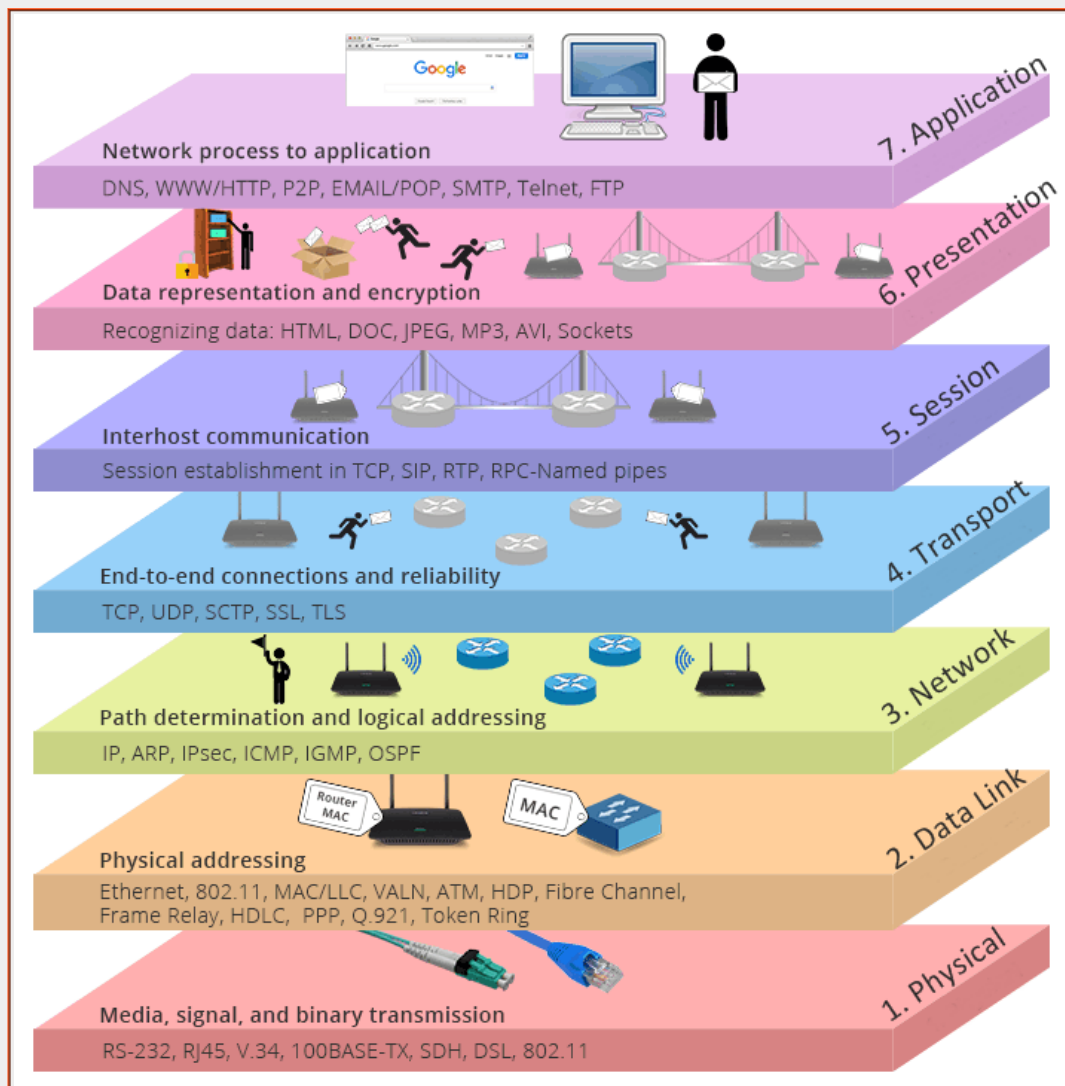 Google
7. Application
Network process to application
DNS, WWW/HTTP, P2P, EMAIL/POP, SMTP, Telnet, FTP
6. Presentation
Data representation and encryption
Recognizing data: HTML, DOC, JPEG, MP3, AVI, Sockets
5. Session
Interhost communication
Session establishment in TCP, SIP, RTP, RPC-Named pipes
4. Transport
End-to-end connections and reliability
TCP, UDP, SCTP, SSL, TLS
3. Network
Path determination and logical addressing
IP, ARP, IPsec, ICMP, IGMP, OSPF
Router
MAC
MAC
2. Data Link
Physical addressing
Ethernet, 802.11, MAC/LLC, VALN, ATM, HDP, Fibre Channel,
Frame Relay, HDLC, PPP, Q.921, Token Ring
1. Physical
Media, signal, and binary transmission
RS-232, RJ45, V.34, 100BASE-TX, SDH, DSL, 802.11